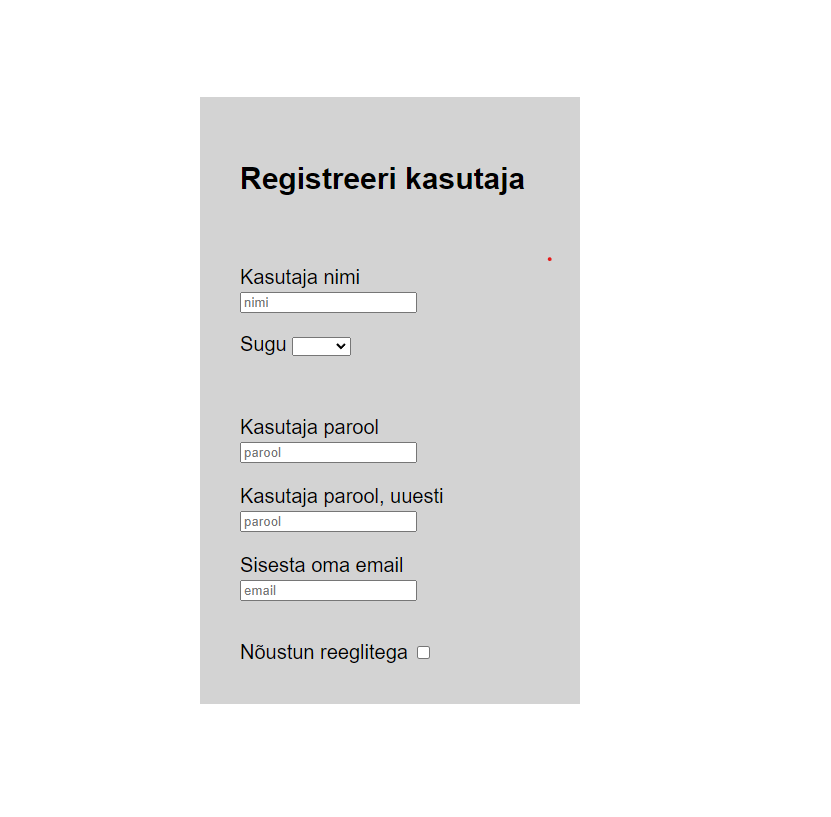 Registreeri kasutaja
Kasutaja nimi
nimi
Sugu
Kasutaja parool
parool
Kasutaja parool, uuesti
parool
Sisesta oma email
email
Nõustun reeglitega